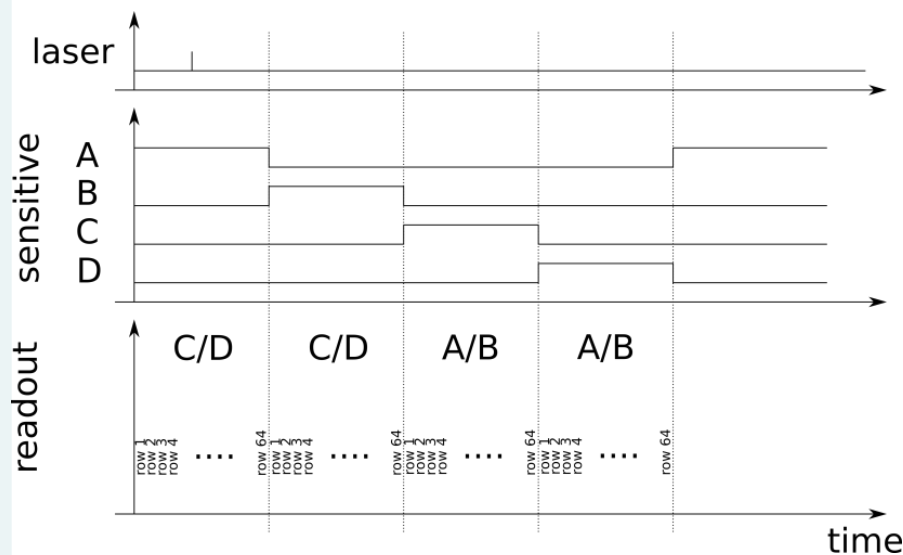 laser
sensitive
A
B
C
D
readout
C/D C/D A/B A/B
row 1 row 2 row 3 row 4 .... row 64 row 1 row 2 row 3 row 4 .... row 64 row 1 row 2 row 3 row 4 .... row 64 row 1 row 2 row 3 row 4 .... row 64
time